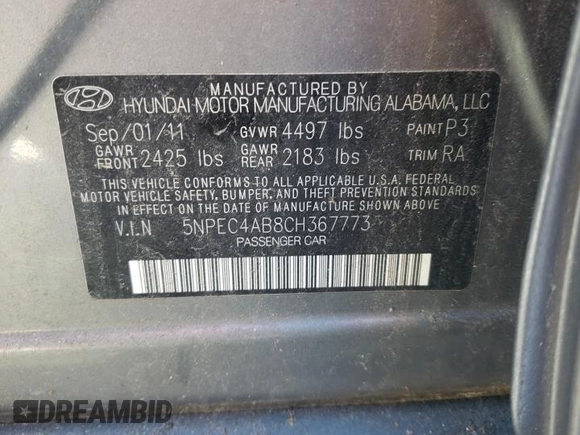 MANUFACTURED BY
HYUNDAI MOTOR MANUFACTURING ALABAMA, LLC
Sep/01/11 GVWR 4497 lbs PAINT P3
GAWR FRONT 2425 lbs GAWR REAR 2183 lbs TRIM RA
THIS VEHICLE CONFORMS TO ALL APPLICABLE U.S.A. FEDERAL
MOTOR VEHICLE SAFETY, BUMPER, AND THEFT PREVENTION STANDARDS
IN EFFECT ON THE DATE OF MANUFACTURE SHOWN ABOVE.
V.I.N 5NPEC4AB8CH367773
PASSENGER CAR
DREAMBID